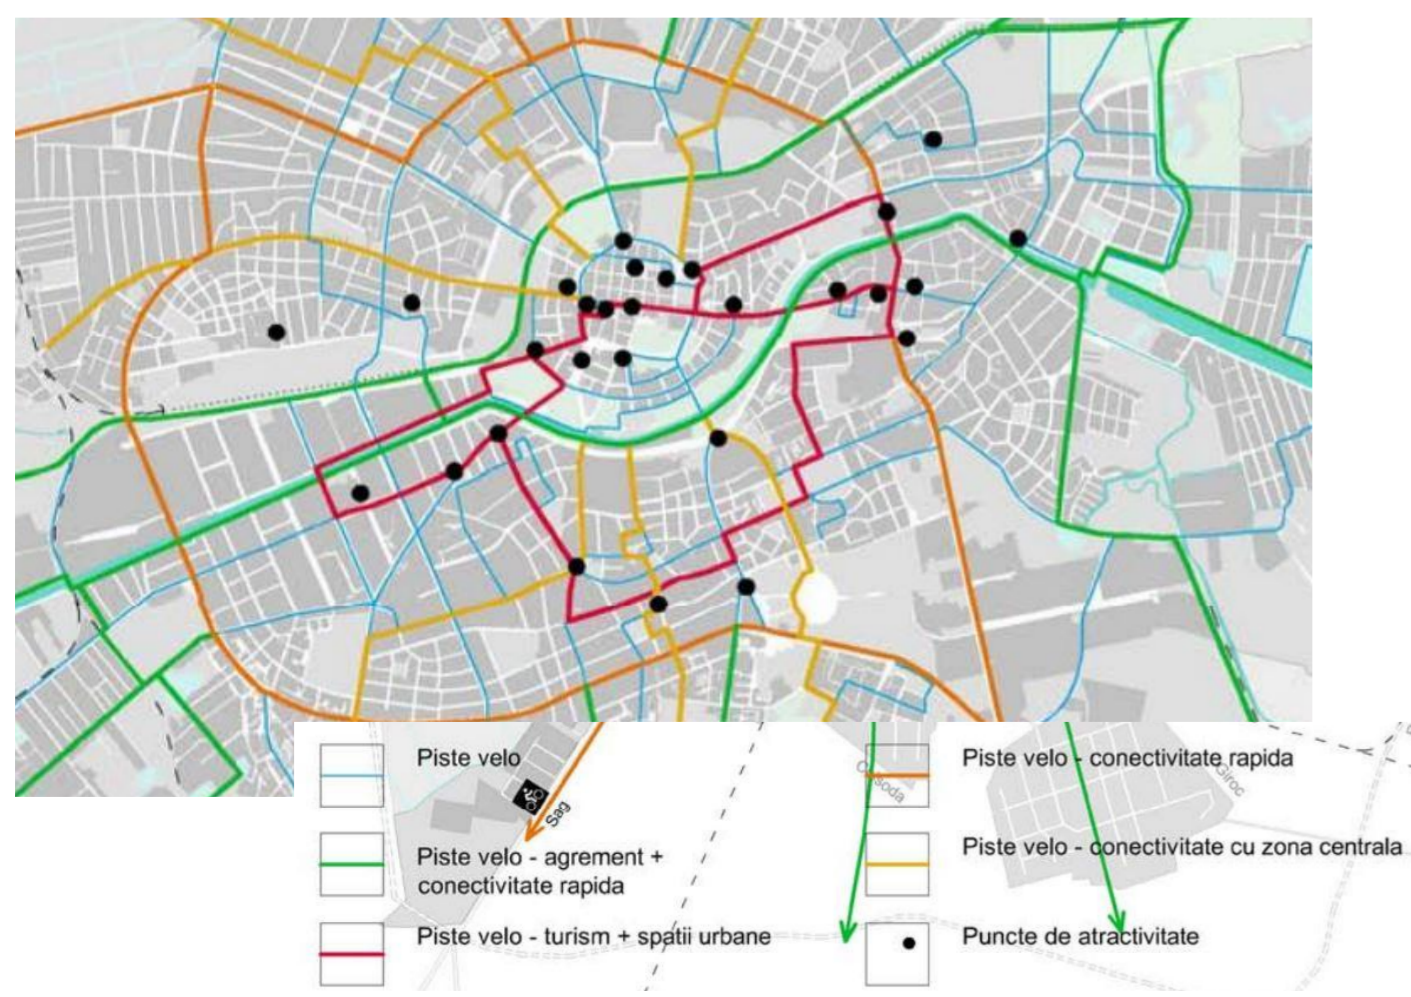 Piste velo
Piste velo - conectivitate rapida
Sag
Giroc
Piste velo - agrement +
conectivitate rapida
Piste velo - conectivitate cu zona centrala
Piste velo - turism + spatii urbane
Puncte de atractivitate